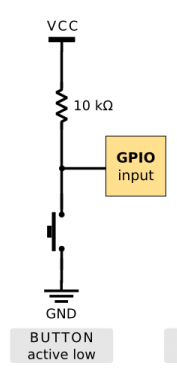 VCC
10 kΩ
GPIO
input
GND
BUTTON
active low